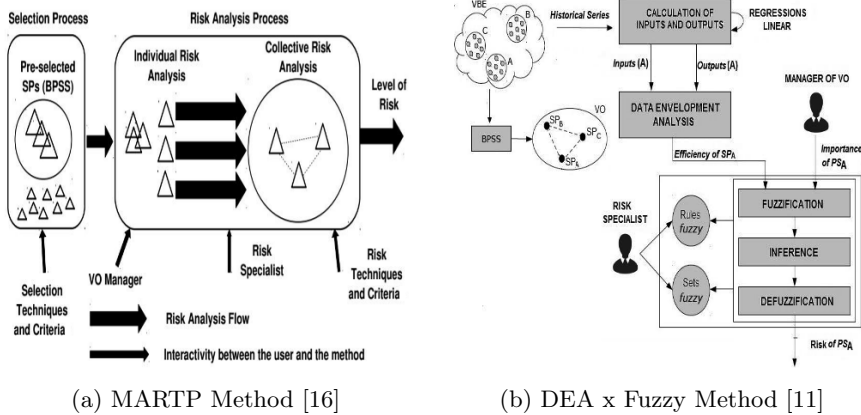 Selection Process
Risk Analysis Process
Pre-selected
SPs (BPSS)
Individual Risk
Analysis
Collective Risk
Analysis
Level of
Risk
Selection
Techniques
and Criteria
VO Manager
Risk
Specialist
Risk
Techniques
and Criteria
Risk Analysis Flow
Interactivity between the user and the method
(a) MARTP Method [16]
VBE
C
B
A
Historical Series
CALCULATION OF
INPUTS AND OUTPUTS
REGRESSIONS
LINEAR
Inputs (A)
Outputs (A)
DATA ENVELOPMENT
ANALYSIS
MANAGER OF VO
BPSS
VO
SPB
SPC
SPA
Efficiency of SPA
Importance
of PSA
RISK
SPECIALIST
Rules
fuzzy
Sets
fuzzy
FUZZIFICATION
INFERENCE
DEFUZZIFICATION
Risk of PSA
(b) DEA x Fuzzy Method [11]